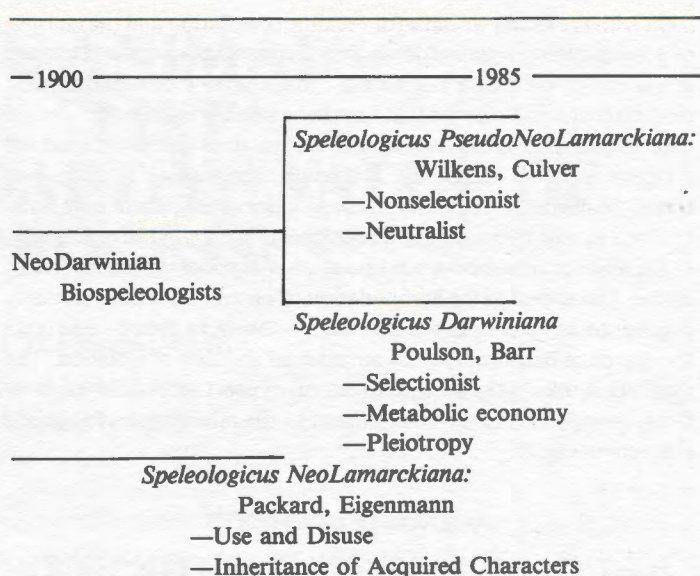 1900 1985
Speleologicus PseudoNeoLamarckiana:
Wilkens, Culver
—Nonselectionist
—Neutralist
NeoDarwinian
Biospeleologists
Speleologicus Darwiniana
Poulson, Barr
—Selectionist
—Metabolic economy
—Pleiotropy
Speleologicus NeoLamarckiana:
Packard, Eigenmann
—Use and Disuse
—Inheritance of Acquired Characters